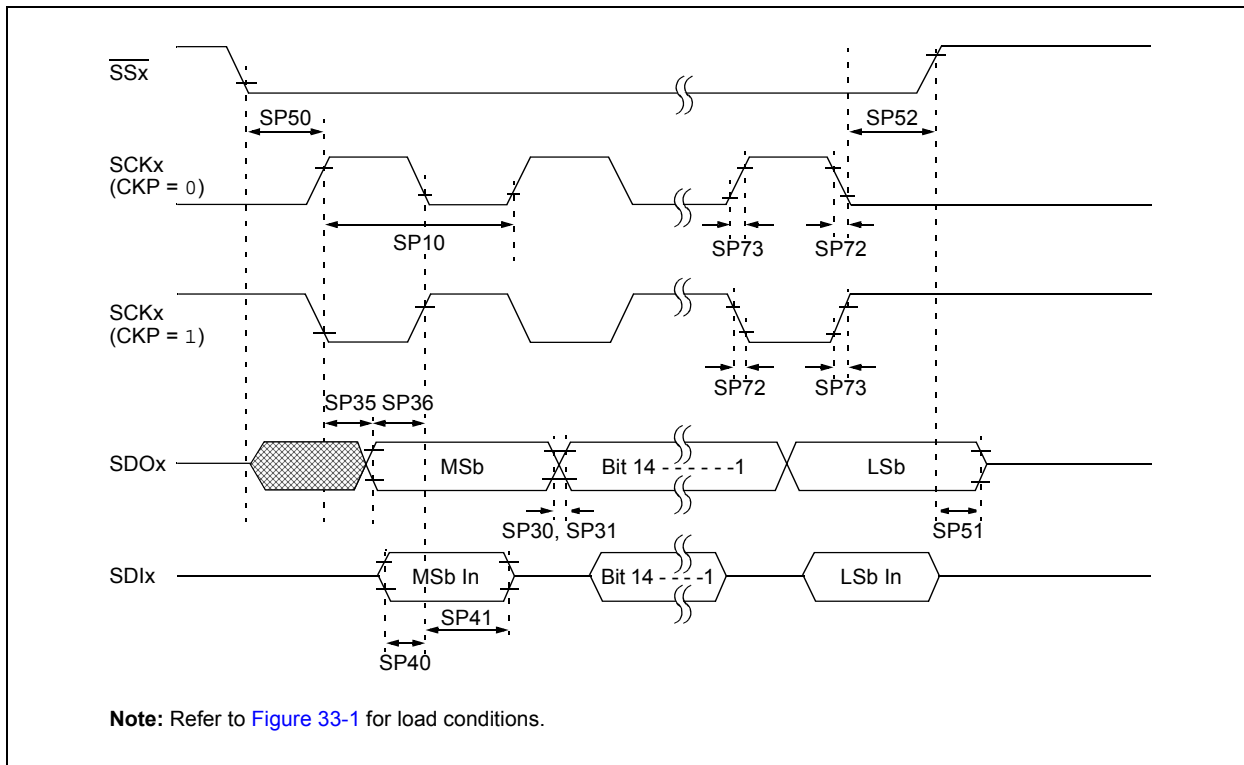 SSx
SP50
SP52
SCKx
(CKP = 0)
SP10
SP73
SP72
SCKx
(CKP = 1)
SP72
SP73
SP35 SP36
SDOx
MSb
Bit 14 - - - - - - -1
LSb
SP30, SP31
SP51
SDIx
MSb In
Bit 14 - - - - -1
LSb In
SP41
SP40
Note: Refer to Figure 33-1 for load conditions.